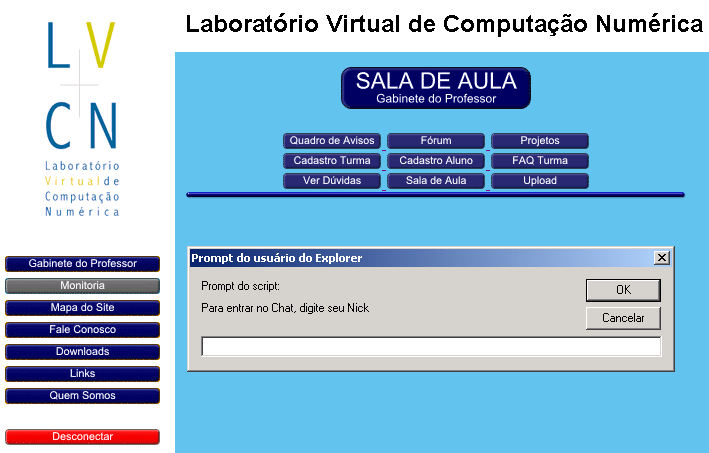 Laboratório Virtual de Computação Numérica
LV
CN
Laboratório
Virtual de
Computação
Numérica
SALA DE AULA
Gabinete do Professor
Quadro de Avisos
Fórum
Projetos
Cadastro Turma
Cadastro Aluno
FAQ Turma
Ver Dúvidas
Sala de Aula
Upload
Gabinete do Professor
Monitoria
Mapa do Site
Fale Conosco
Downloads
Links
Quem Somos
Desconectar
Prompt do usuário do Explorer
Prompt do script:
Para entrar no Chat, digite seu Nick
OK
Cancelar